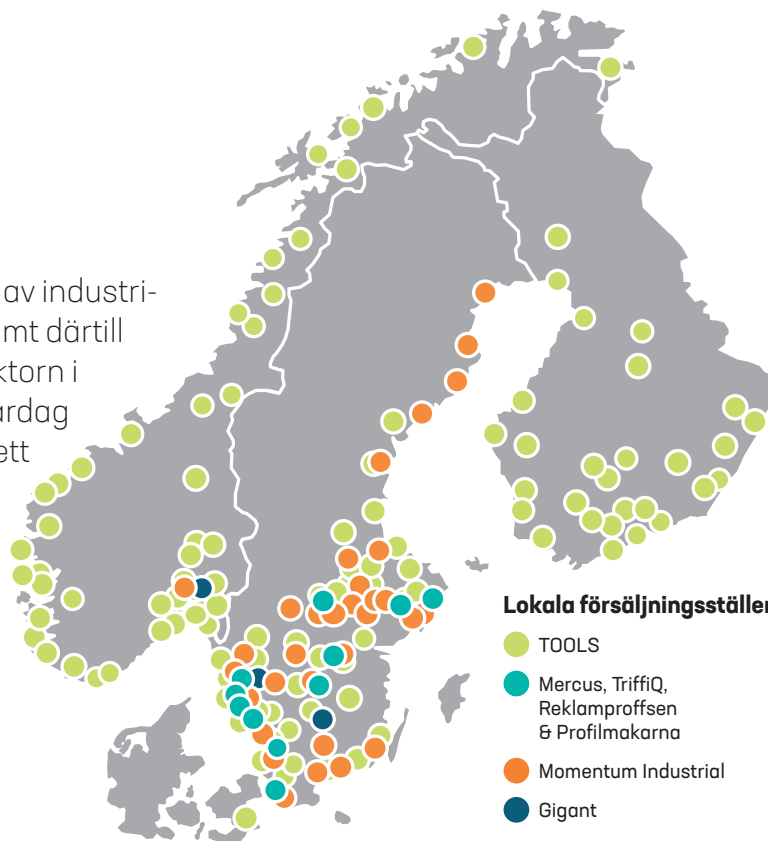 av industri-
mt därtill
ktorn i
ardag
ett
Lokala försäljningsställen
TOOLS
Mercus, TriffiQ,
Reklamproffsen
& Profilmakarna
Momentum Industrial
Gigant